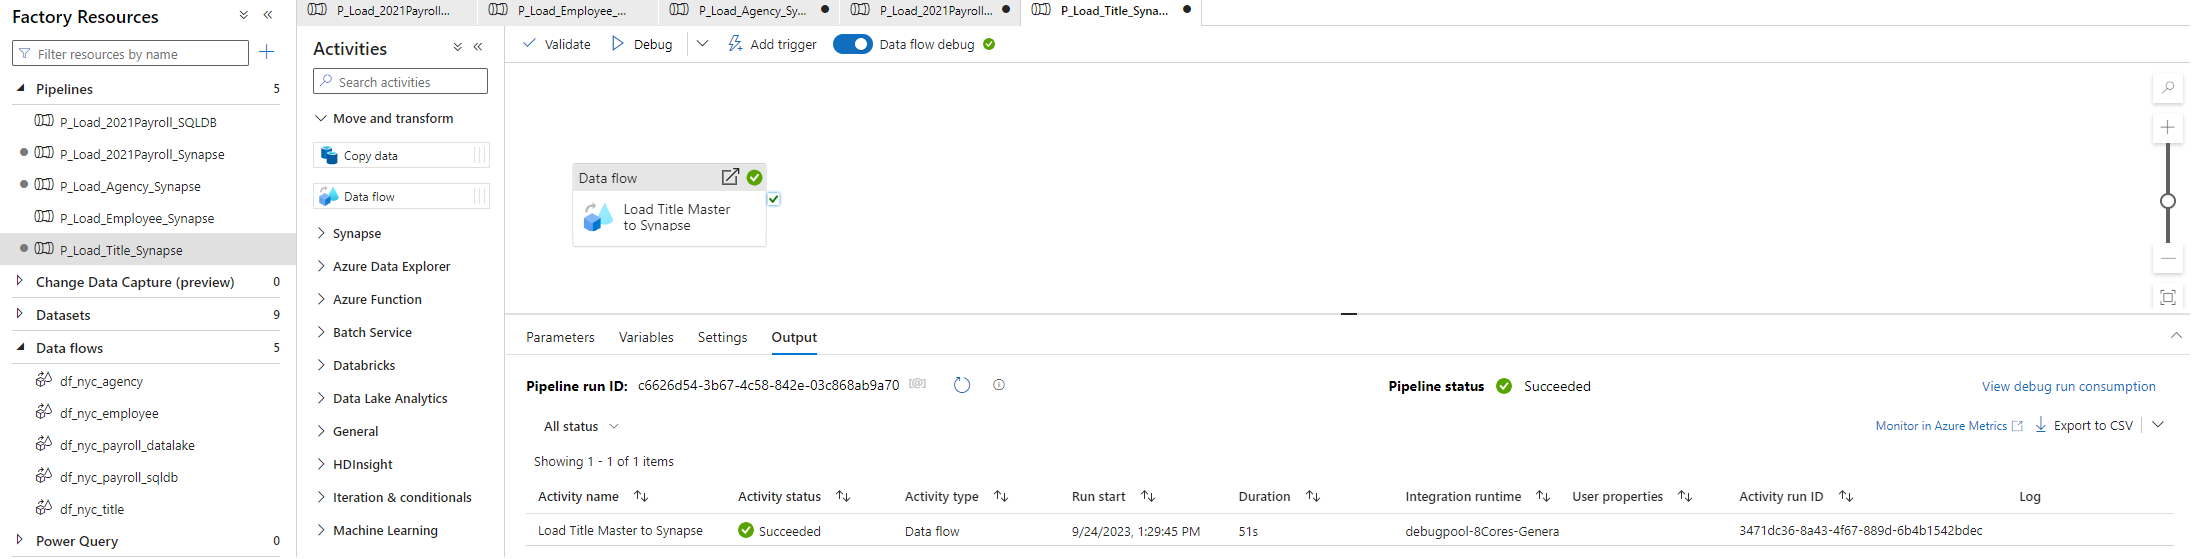 Factory Resources
Filter resources by name
Pipelines 5
P_Load_2021Payroll_SQLDB
P_Load_2021Payroll_Synapse
P_Load_Agency_Synapse
P_Load_Employee_Synapse
P_Load_Title_Synapse
Change Data Capture (preview) 0
Datasets 9
Data flows 5
df_nyc_agency
df_nyc_employee
df_nyc_payroll_datalake
df_nyc_payroll_sqldb
df_nyc_title
Power Query 0
P_Load_2021Payroll... P_Load_Employee_... P_Load_Agency_Sy... P_Load_2021Payroll... P_Load_Title_Syna...
Activities
Search activities
Move and transform
Copy data
Data flow
Synapse
Azure Data Explorer
Azure Function
Batch Service
Databricks
Data Lake Analytics
General
HDInsight
Iteration & conditionals
Machine Learning
Validate Debug Add trigger Data flow debug
Data flow
Load Title Master
to Synapse
Parameters Variables Settings Output
Pipeline run ID: c6626d54-3b67-4c58-842e-03c868ab9a70 [@] Pipeline status Succeeded View debug run consumption
All status Monitor in Azure Metrics Export to CSV
Showing 1 - 1 of 1 items
Activity name Activity status Activity type Run start Duration Integration runtime User properties Activity run ID Log
Load Title Master to Synapse Succeeded Data flow 9/24/2023, 1:29:45 PM 51s debugpool-8Cores-Genera 3471dc36-8a43-4f67-889d-6b4b1542bdec